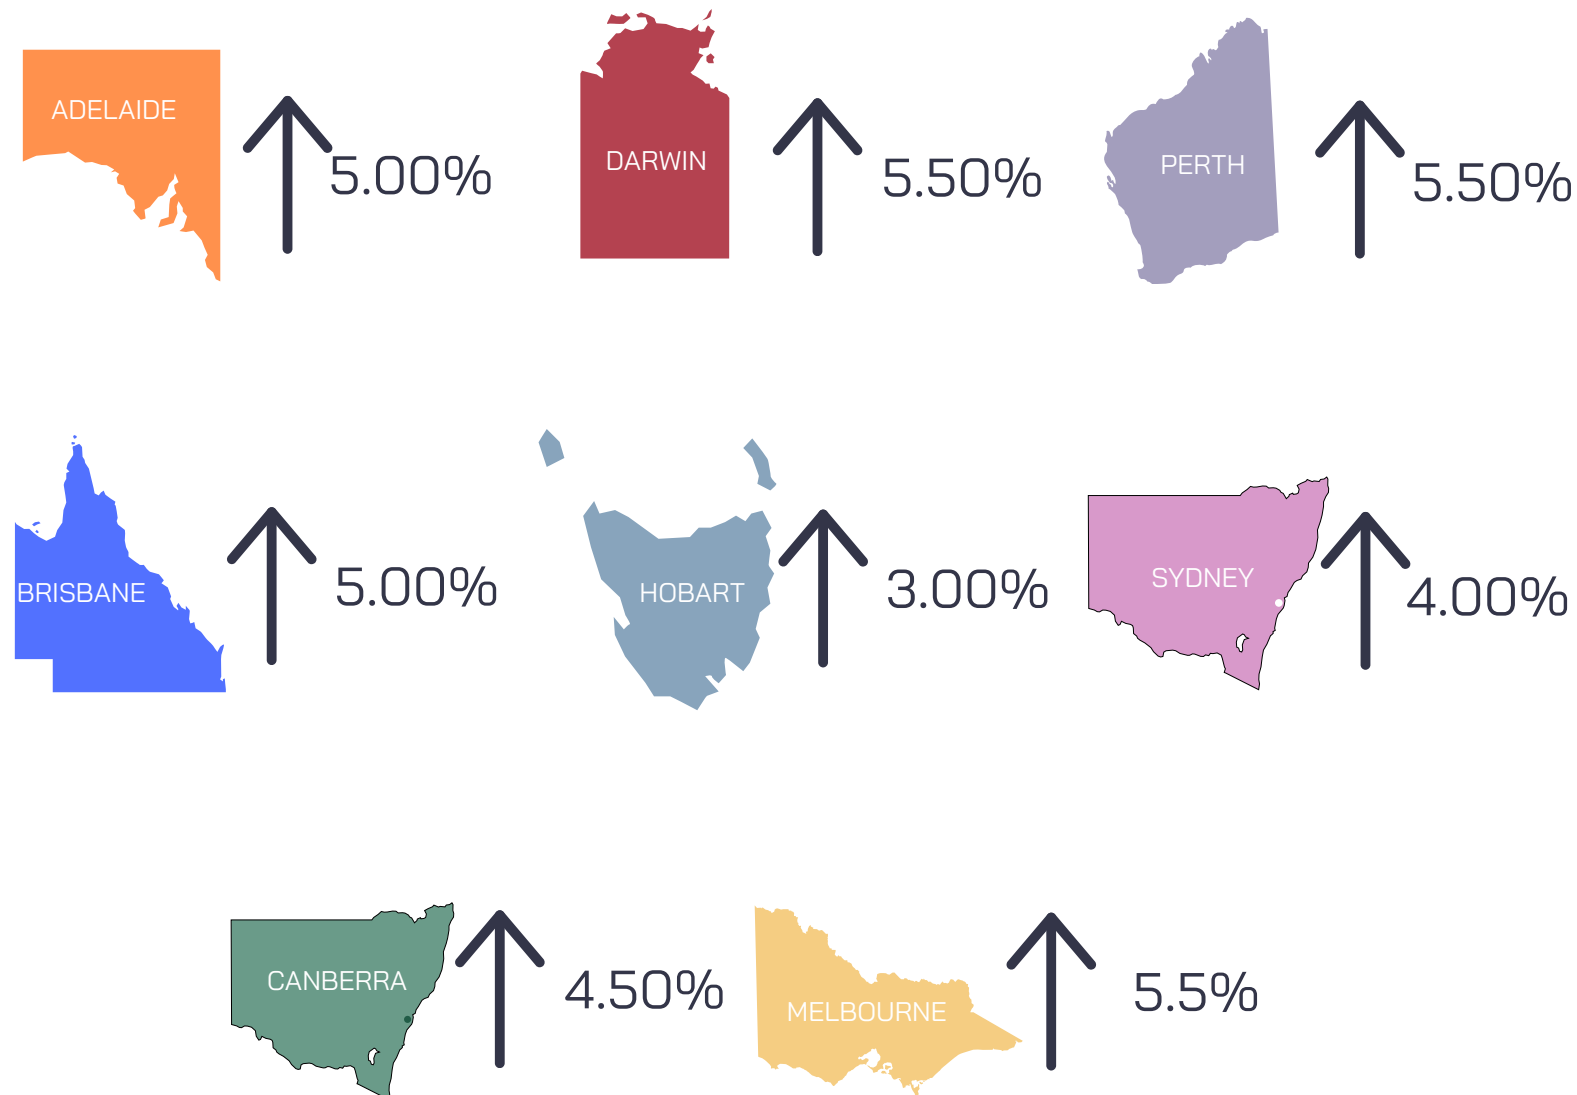 ADELAIDE
5.00%
DARWIN
5.50%
PERTH
5.50%
BRISBANE
5.00%
HOBART
3.00%
SYDNEY
4.00%
CANBERRA
4.50%
MELBOURNE
5.5%